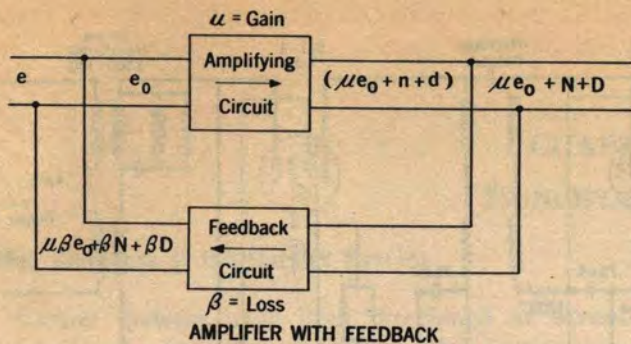 μ = Gain
Amplifying
Circuit
e
e₀
(μe₀ + n + d)
μe₀ + N + D
Feedback
Circuit
μβe₀ + βN + βD
β = Loss
AMPLIFIER WITH FEEDBACK